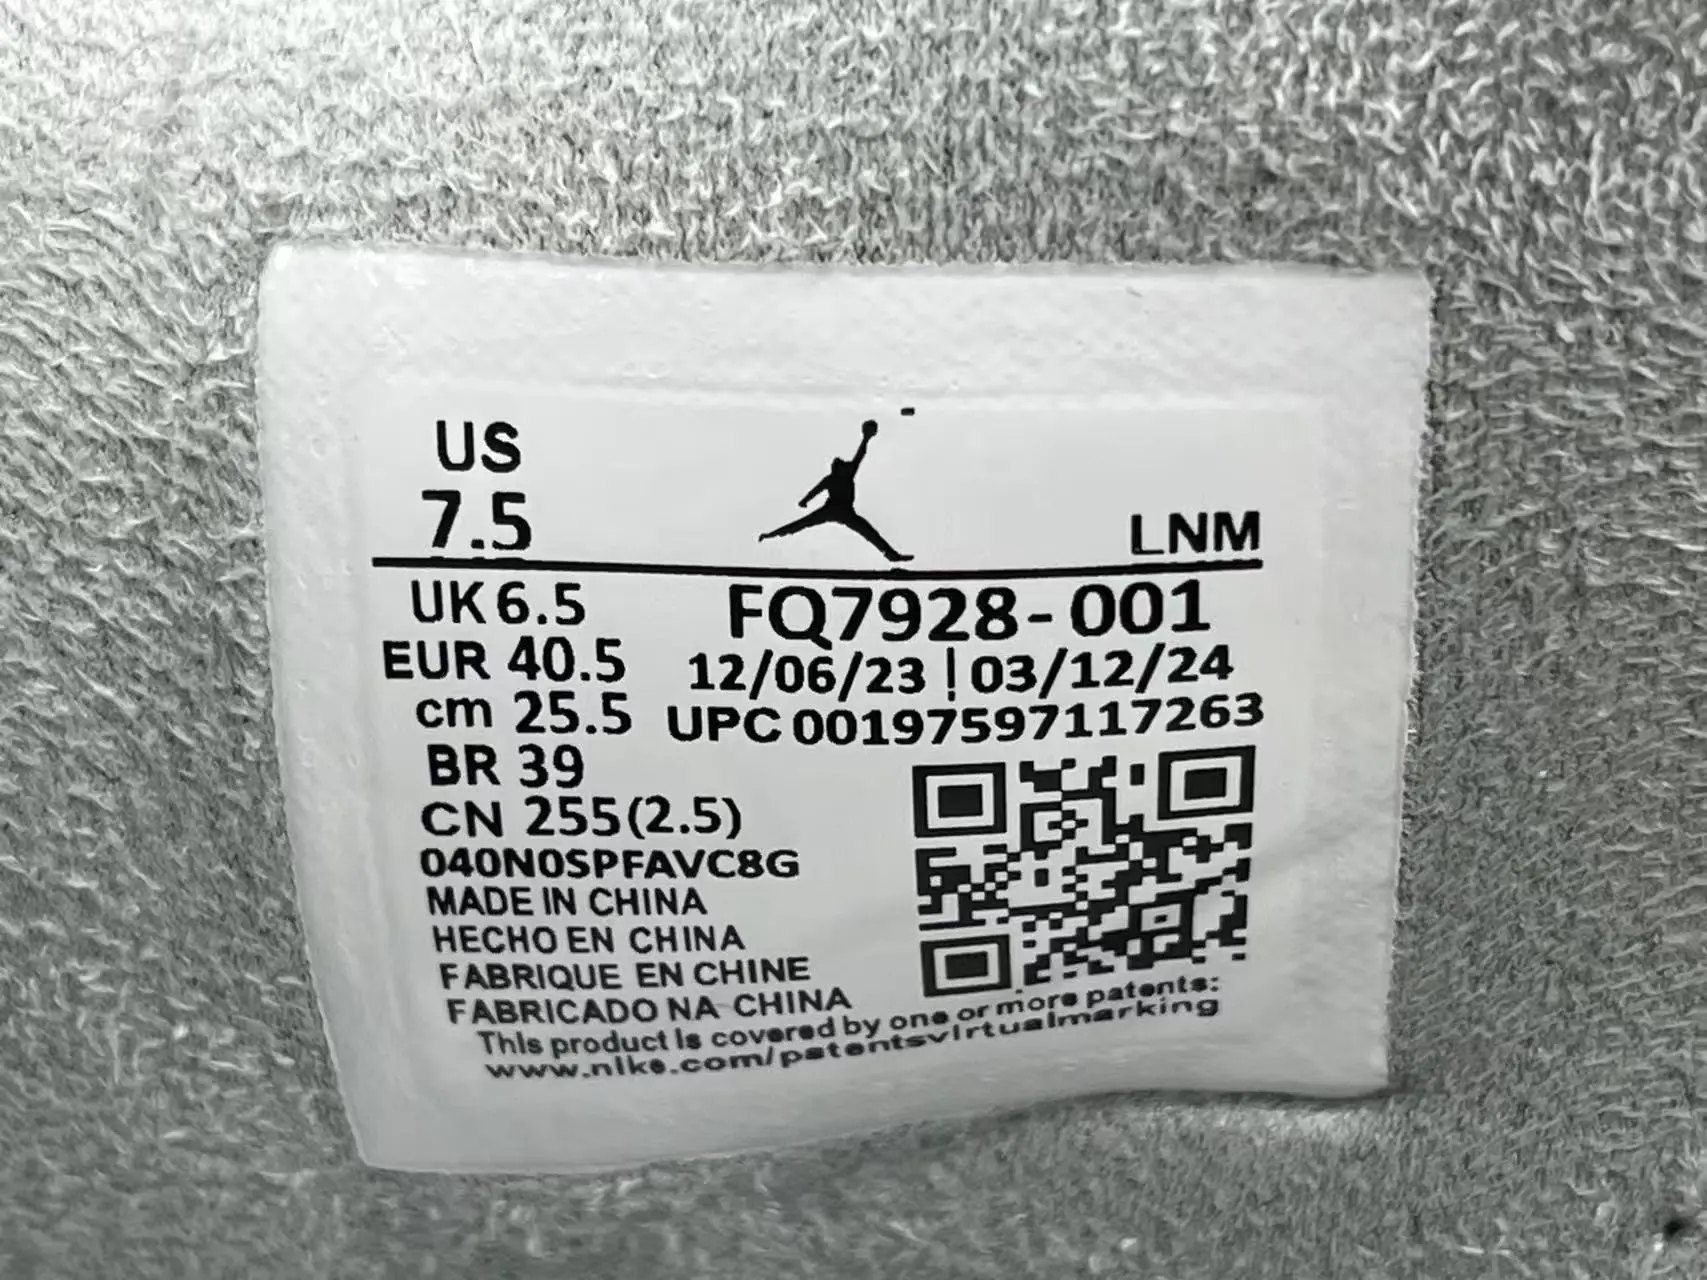 US
7.5
LNM
UK 6.5
FQ7928-001
EUR 40.5
12/06/23 | 03/12/24
cm 25.5
UPC 00197597117263
BR 39
CN 255(2.5)
040N0SPFAVC8G
MADE IN CHINA
HECHO EN CHINA
FABRIQUE EN CHINE
FABRICADO NA CHINA
This product is covered by one or more patents:
www.nike.com/patentsvirtualmarking